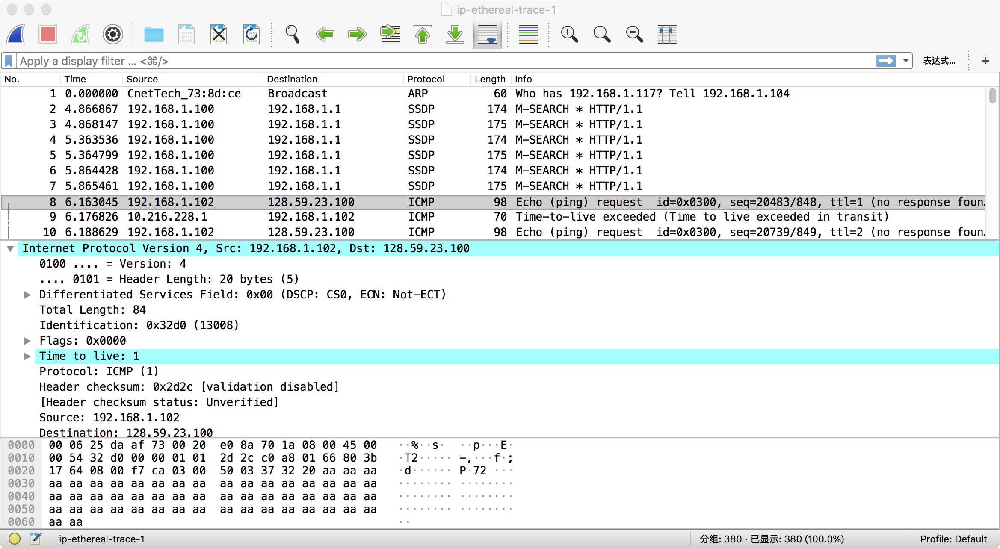 ip-ethereal-trace-1
Apply a display filter ... <⌘/>
表达式...
+
No. Time Source Destination Protocol Length Info
1 0.000000 CnetTech_73:8d:ce Broadcast ARP 60 Who has 192.168.1.117? Tell 192.168.1.104
2 4.866867 192.168.1.100 192.168.1.1 SSDP 174 M-SEARCH * HTTP/1.1
3 4.868147 192.168.1.100 192.168.1.1 SSDP 175 M-SEARCH * HTTP/1.1
4 5.363536 192.168.1.100 192.168.1.1 SSDP 174 M-SEARCH * HTTP/1.1
5 5.364799 192.168.1.100 192.168.1.1 SSDP 175 M-SEARCH * HTTP/1.1
6 5.864428 192.168.1.100 192.168.1.1 SSDP 174 M-SEARCH * HTTP/1.1
7 5.865461 192.168.1.100 192.168.1.1 SSDP 175 M-SEARCH * HTTP/1.1
8 6.163045 192.168.1.102 128.59.23.100 ICMP 98 Echo (ping) request id=0x0300, seq=20483/848, ttl=1 (no response foun…
9 6.176826 10.216.228.1 192.168.1.102 ICMP 70 Time-to-live exceeded (Time to live exceeded in transit)
10 6.188629 192.168.1.102 128.59.23.100 ICMP 98 Echo (ping) request id=0x0300, seq=20739/849, ttl=2 (no response foun…
Internet Protocol Version 4, Src: 192.168.1.102, Dst: 128.59.23.100
0100 .... = Version: 4
.... 0101 = Header Length: 20 bytes (5)
Differentiated Services Field: 0x00 (DSCP: CS0, ECN: Not-ECT)
Total Length: 84
Identification: 0x32d0 (13008)
Flags: 0x0000
Time to live: 1
Protocol: ICMP (1)
Header checksum: 0x2d2c [validation disabled]
[Header checksum status: Unverified]
Source: 192.168.1.102
Destination: 128.59.23.100
0000 00 06 25 da af 73 00 20 e0 8a 70 1a 08 00 45 00 ··%··s· ··p···E·
0010 00 54 32 d0 00 00 01 01 2d 2c c0 a8 01 66 80 3b ·T2····· -,···f·;
0020 17 64 08 00 f7 ca 03 00 50 03 37 32 20 aa aa aa ·d······ P·72 ···
0030 aa aa aa aa aa aa aa aa aa aa aa aa aa aa aa aa ········ ········
0040 aa aa aa aa aa aa aa aa aa aa aa aa aa aa aa aa ········ ········
0050 aa aa aa aa aa aa aa aa aa aa aa aa aa aa aa aa ········ ········
0060 aa aa ··
ip-ethereal-trace-1
分组: 380 · 已显示: 380 (100.0%)
Profile: Default